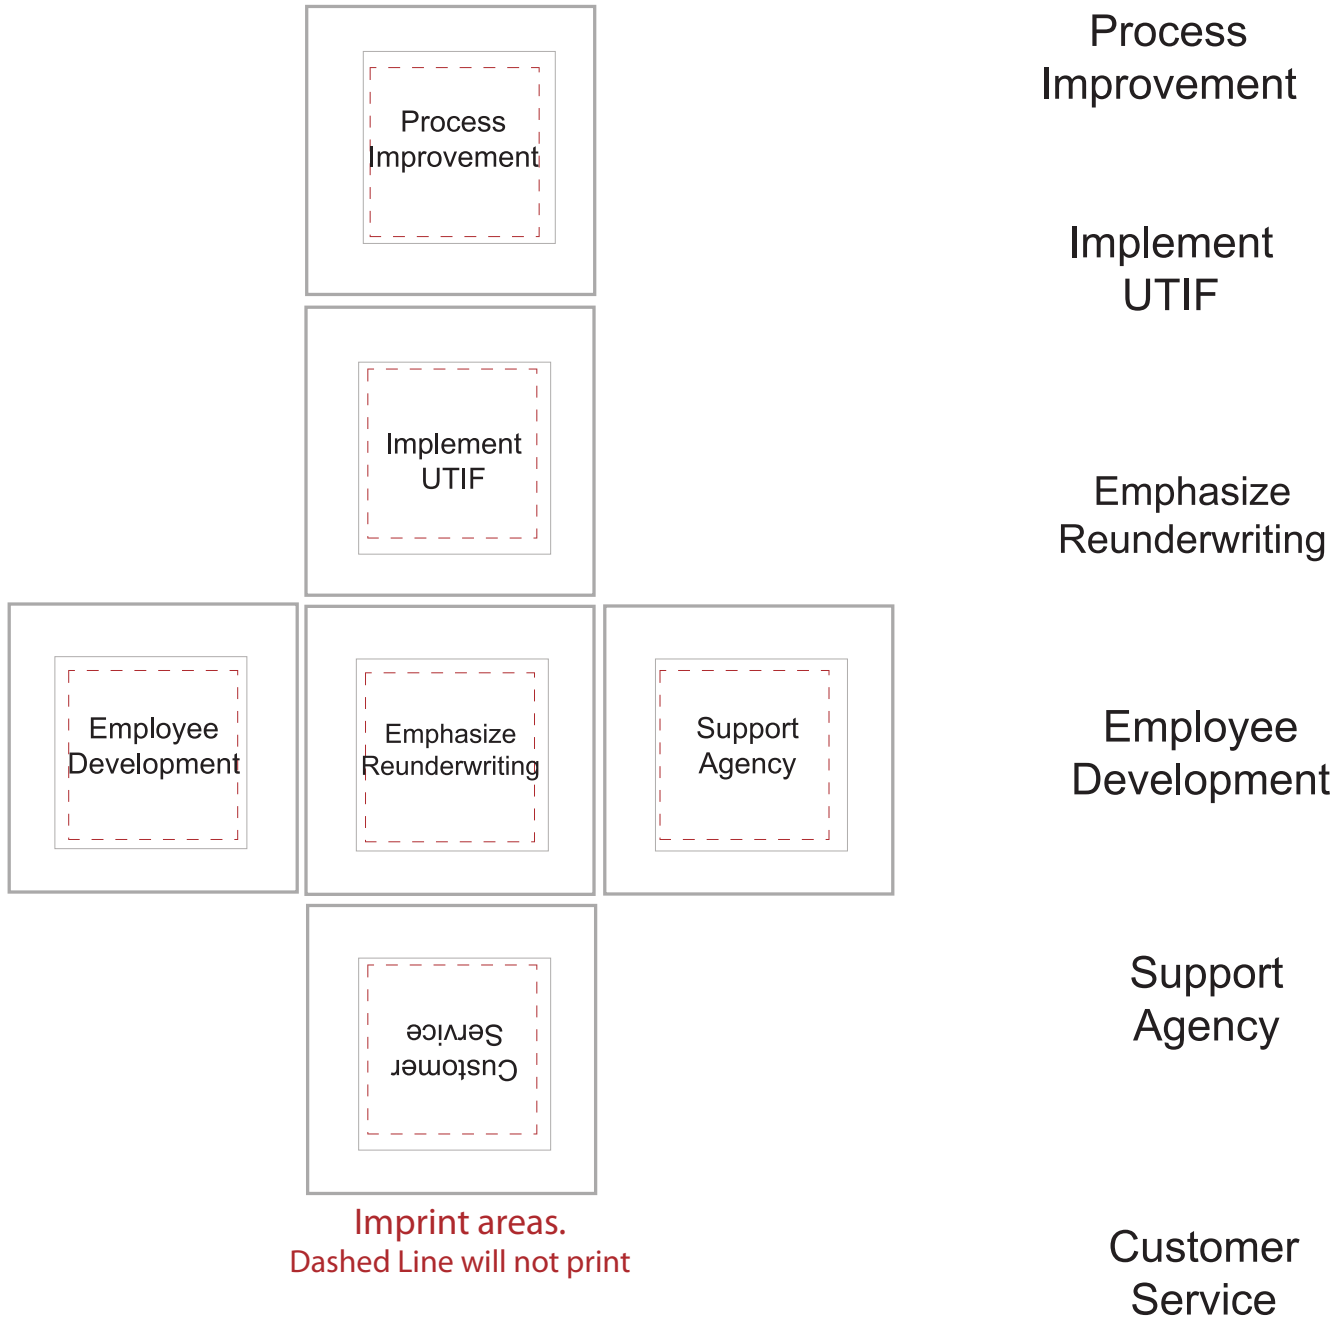 Process
Improvement
Implement
UTIF
Employee
Development
Emphasize
Reunderwriting
Support
Agency
Customer
Service
Imprint areas.
Dashed Line will not print
Process
Improvement
Implement
UTIF
Emphasize
Reunderwriting
Employee
Development
Support
Agency
Customer
Service